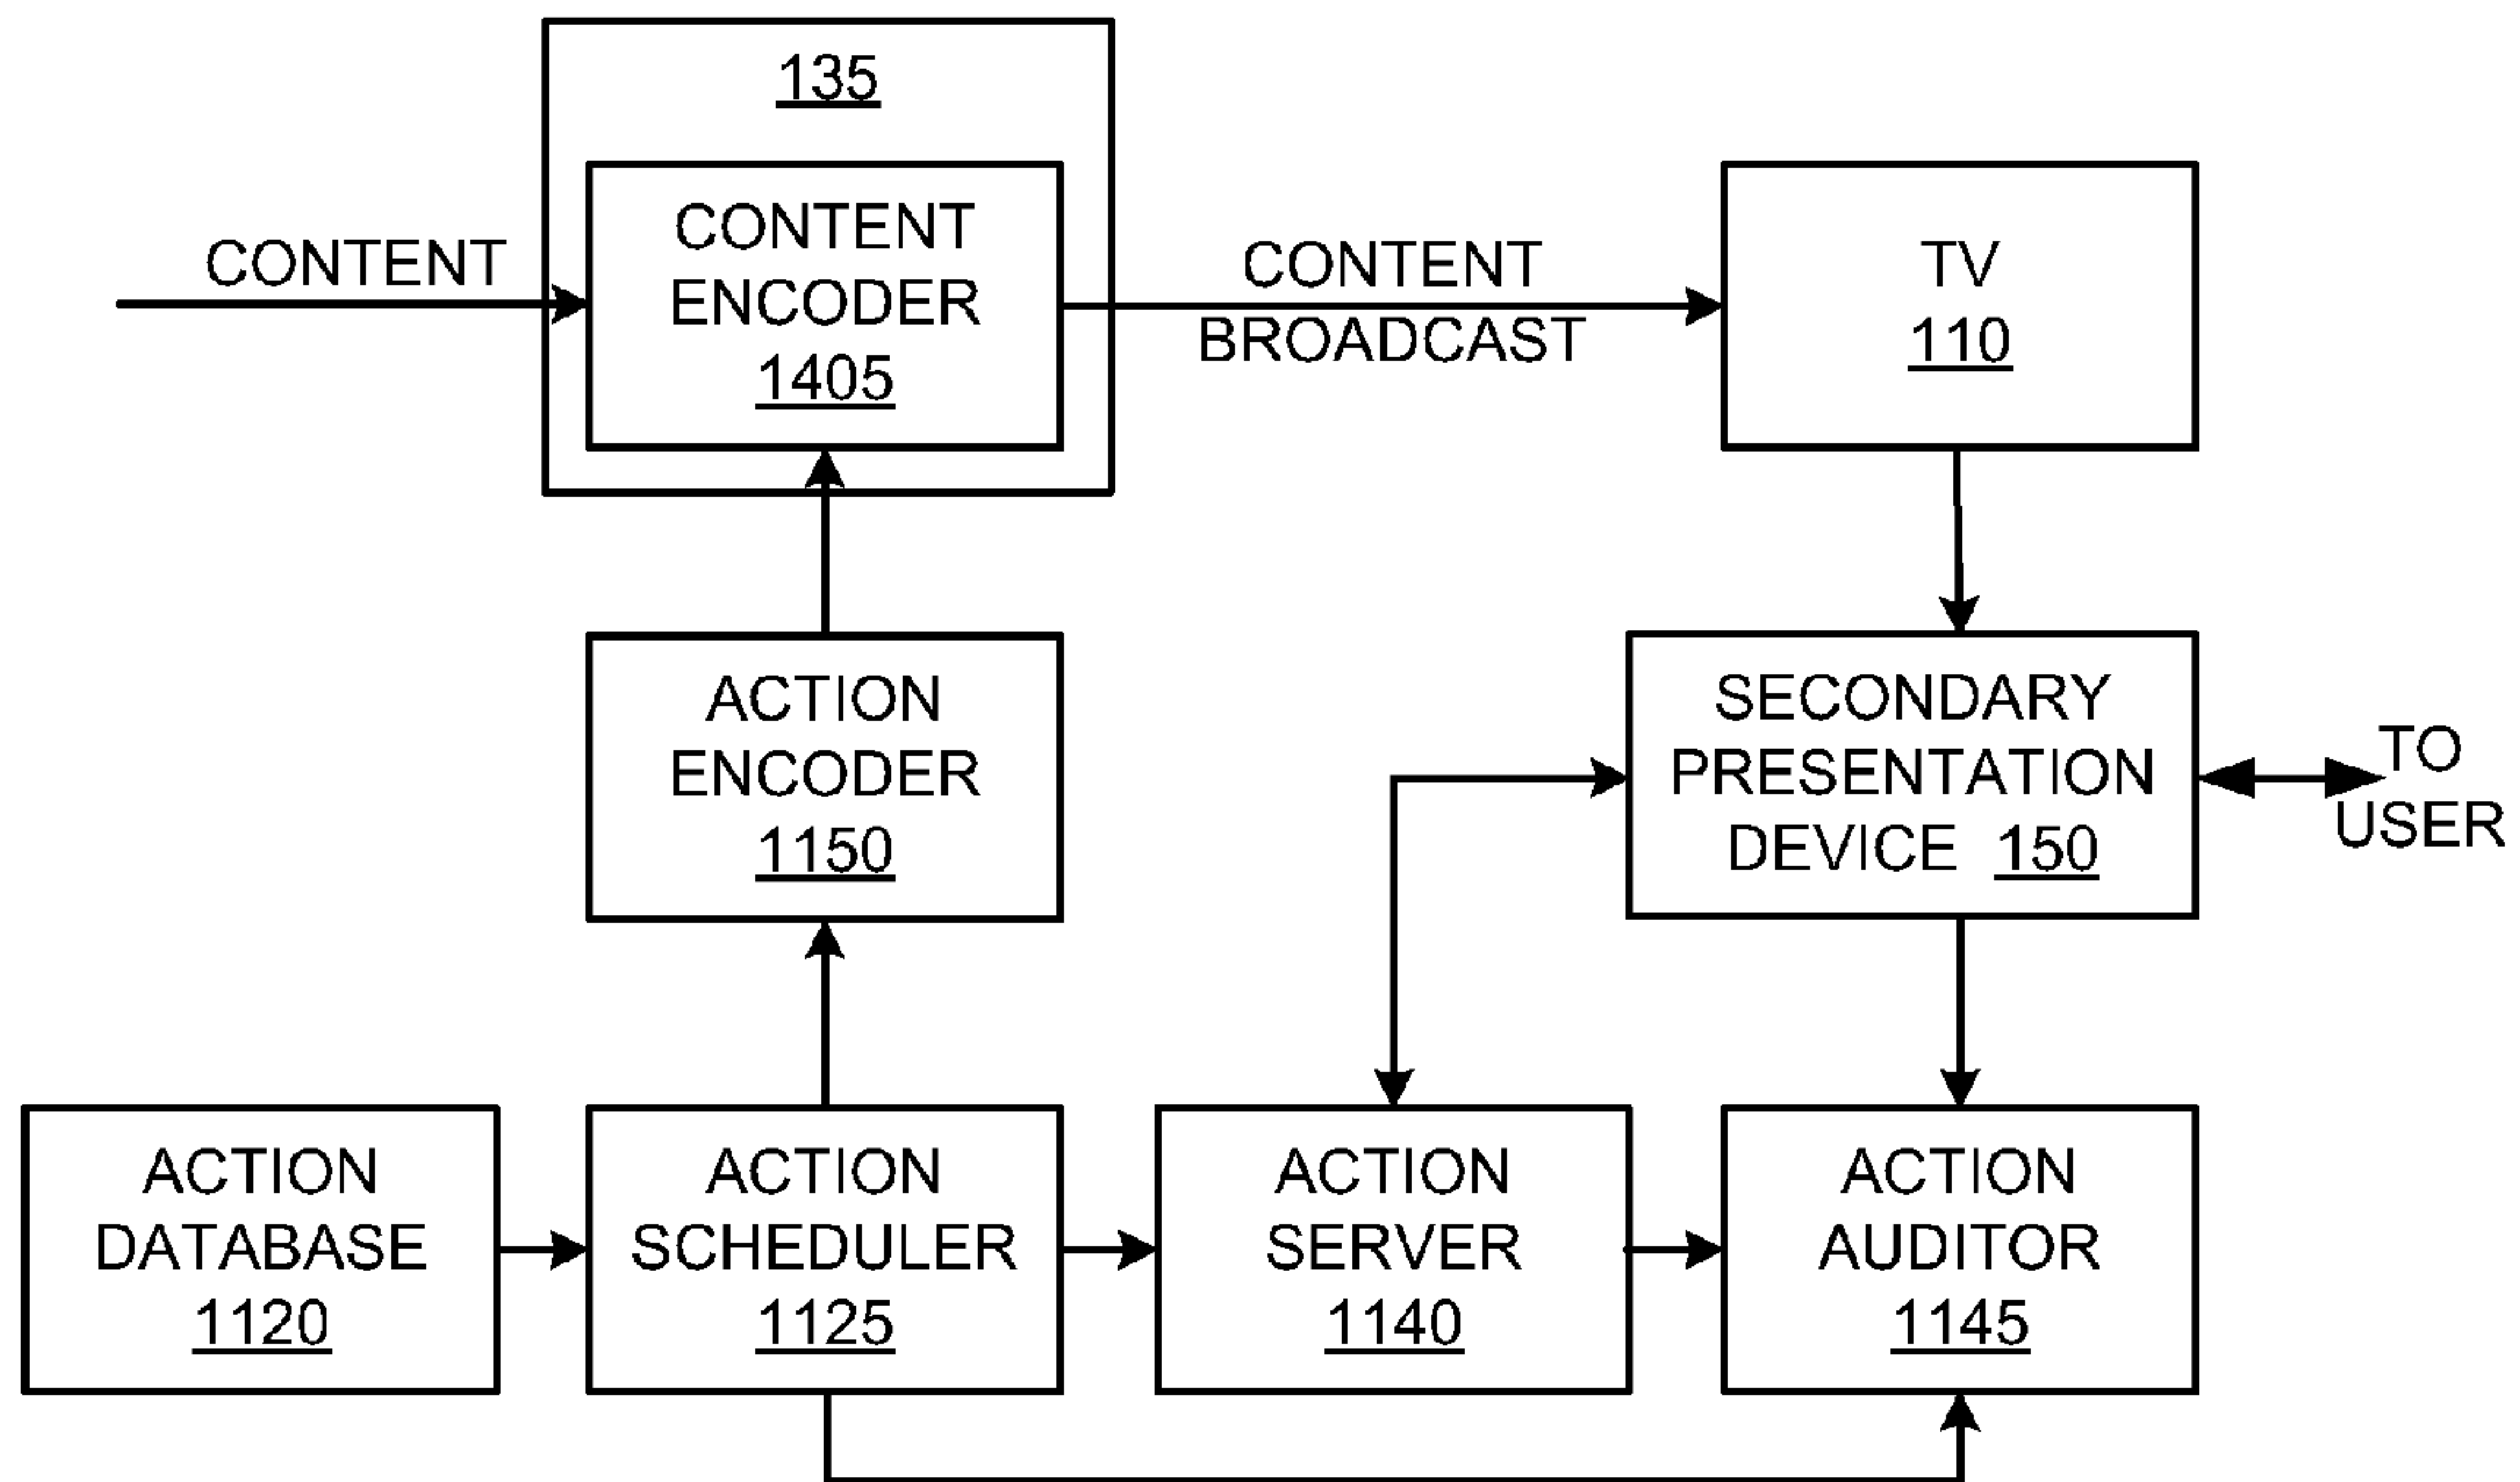 135
CONTENT
CONTENT
ENCODER
1405
CONTENT
BROADCAST
TV
110
ACTION
ENCODER
1150
SECONDARY
PRESENTATION
DEVICE 150
TO
USER
ACTION
DATABASE
1120
ACTION
SCHEDULER
1125
ACTION
SERVER
1140
ACTION
AUDITOR
1145